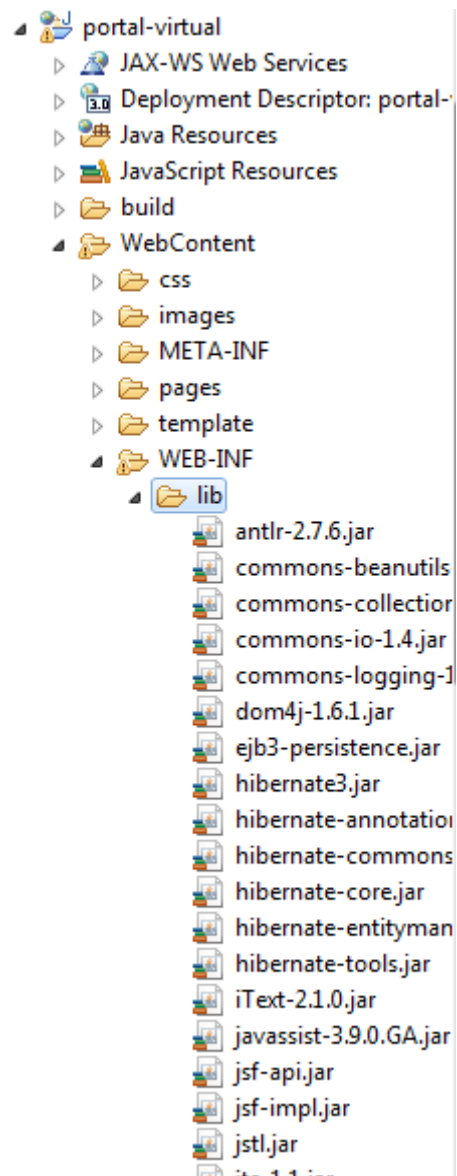 portal-virtual
JAX-WS Web Services
3.0 Deployment Descriptor: portal-
Java Resources
JavaScript Resources
build
WebContent
css
images
META-INF
pages
template
WEB-INF
lib
antlr-2.7.6.jar
commons-beanutils
commons-collection
commons-io-1.4.jar
commons-logging-1
dom4j-1.6.1.jar
ejb3-persistence.jar
hibernate3.jar
hibernate-annotation
hibernate-commons
hibernate-core.jar
hibernate-entityman
hibernate-tools.jar
iText-2.1.0.jar
javassist-3.9.0.GA.jar
jsf-api.jar
jsf-impl.jar
jstl.jar